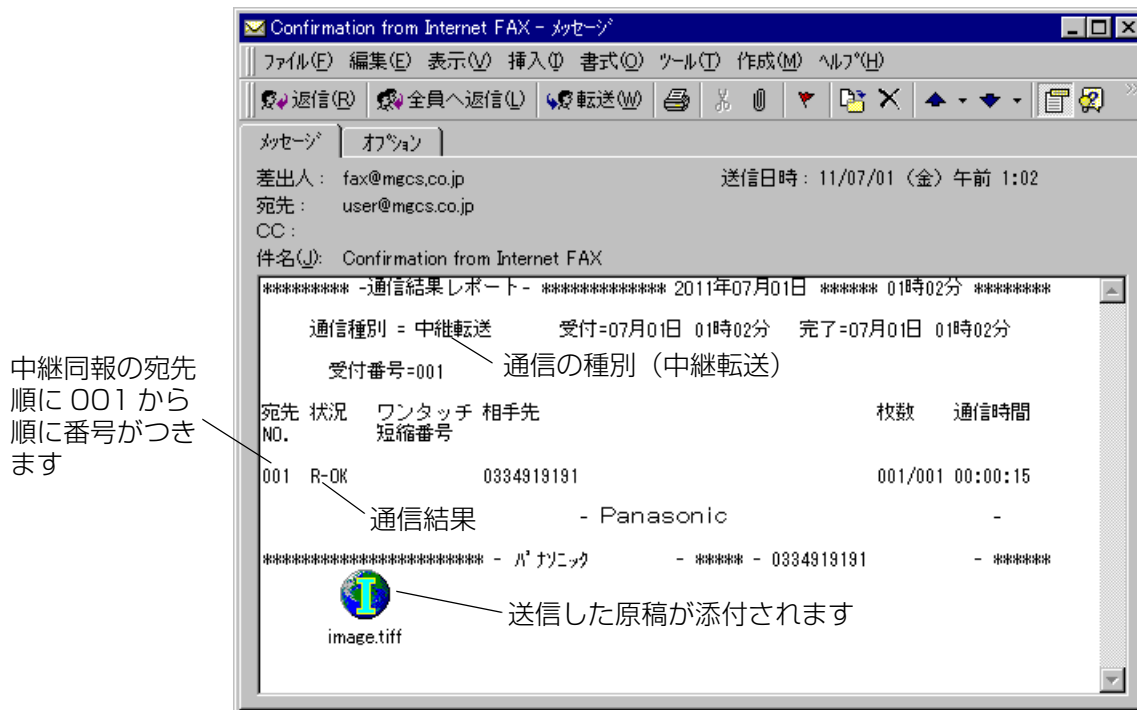 Confirmation from Internet FAX - メッセージ
ファイル(F) 編集(E) 表示(V) 挿入(I) 書式(O) ツール(T) 作成(M) ヘルプ(H)
返信(R) 全員へ返信(L) 転送(W)
メッセージ オプション
差出人： fax@mgcs,co.jp 送信日時：11/07/01（金）午前 1:02
宛先： user@mgcs.co.jp
CC：
件名(J): Confirmation from Internet FAX
********* -通信結果レポート- ************* 2011年07月01日 ****** 01時02分 ********
通信種別 = 中継転送 受付=07月01日 01時02分 完了=07月01日 01時02分
通信の種別（中継転送）
受付番号=001
中継同報の宛先
順に 001 から
順に番号がつき
ます
宛先 状況 ワンタッチ 相手先 枚数 通信時間
NO. 短縮番号
001 R-OK 0334919191 001/001 00:00:15
通信結果
- Panasonic -
*********************** - パナソニック - ***** - 0334919191 - ******
送信した原稿が添付されます
image.tiff